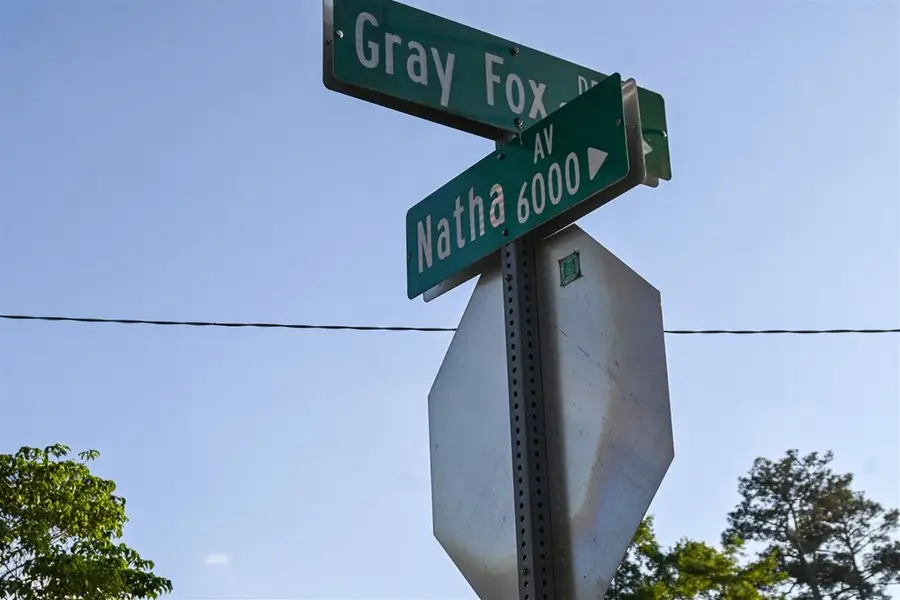 Gray Fox
Natha 6000
AV